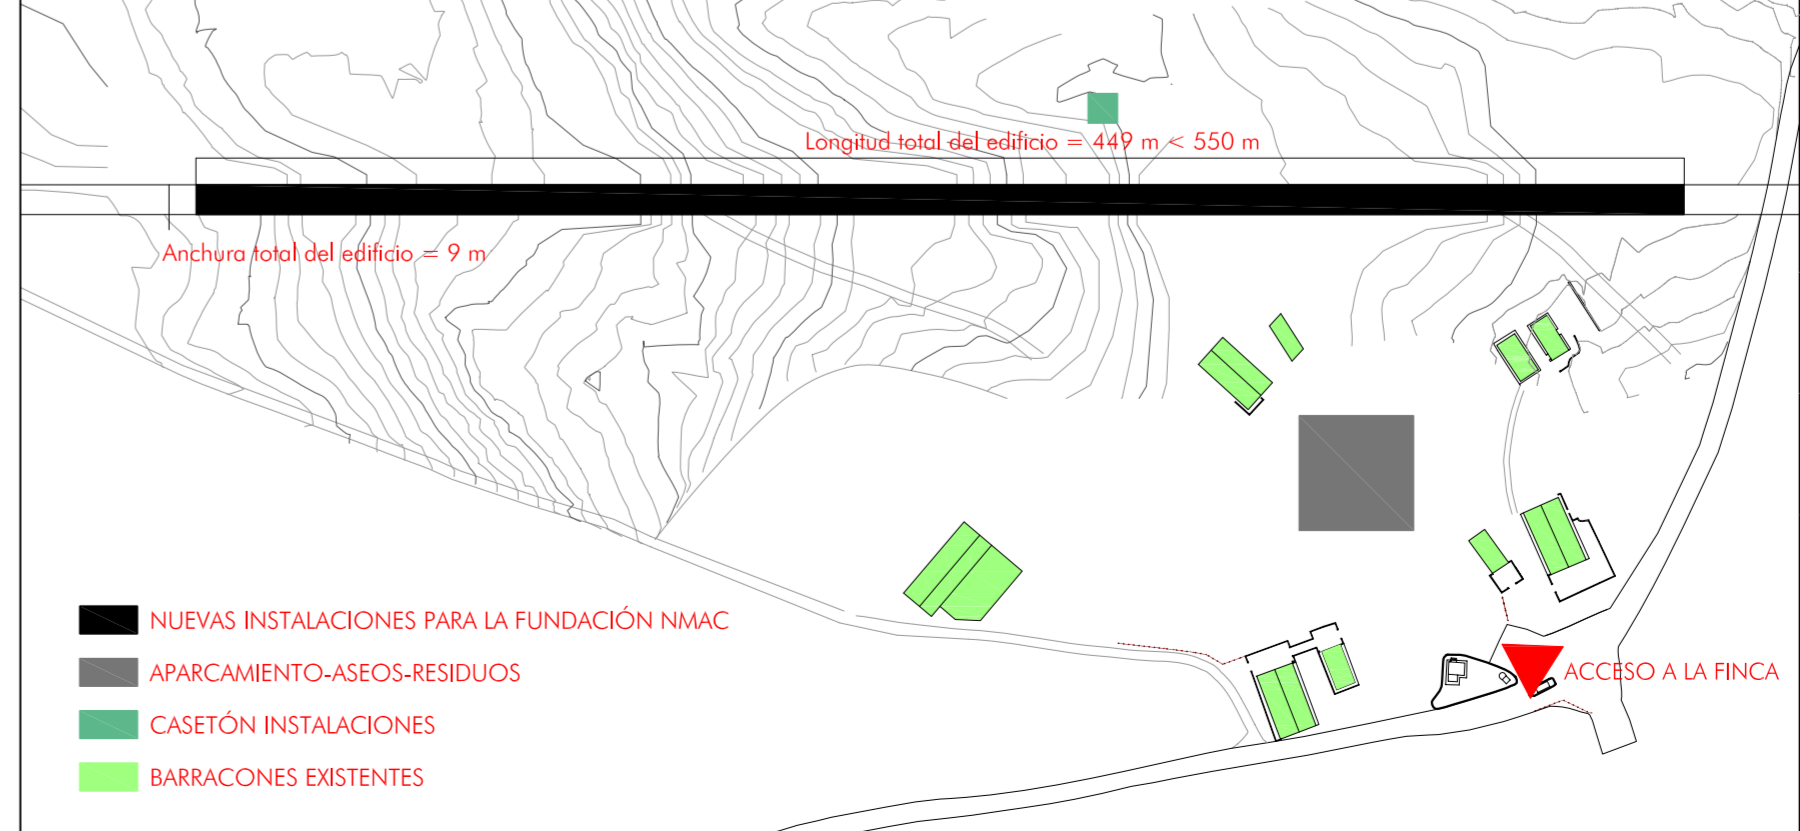 Longitud total del edificio = 449 m < 550 m
Anchura total del edificio = 9 m
NUEVAS INSTALACIONES PARA LA FUNDACIÓN NMAC
APARCAMIENTO-ASEOS-RESIDUOS
ACCESO A LA FINCA
CASETÓN INSTALACIONES
BARRACONES EXISTENTES